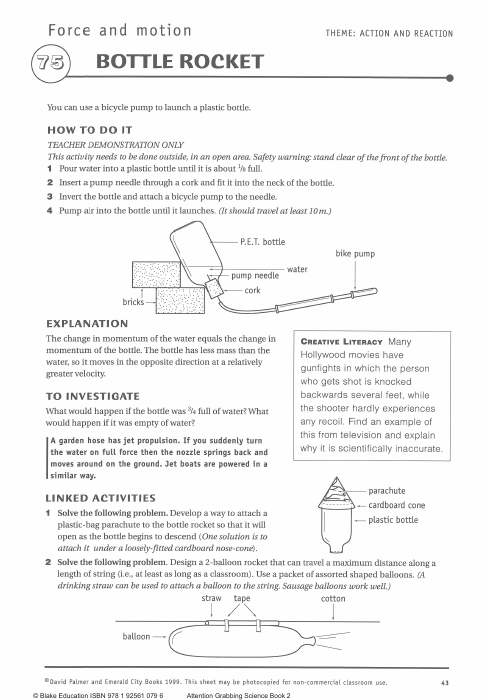 Force and motion
THEME: ACTION AND REACTION
75 BOTTLE ROCKET
You can use a bicycle pump to launch a plastic bottle.
HOW TO DO IT
TEACHER DEMONSTRATION ONLY
This activity needs to be done outside, in an open area. Safety warning: stand clear of the front of the bottle.
1 Pour water into a plastic bottle until it is about 1/8 full.
2 Insert a pump needle through a cork and fit it into the neck of the bottle.
3 Invert the bottle and attach a bicycle pump to the needle.
4 Pump air into the bottle until it launches. (It should travel at least 10m.)
P.E.T. bottle
bike pump
water
pump needle
cork
bricks
EXPLANATION
The change in momentum of the water equals the change in
momentum of the bottle. The bottle has less mass than the
water, so it moves in the opposite direction at a relatively
greater velocity.
TO INVESTIGATE
What would happen if the bottle was 3/4 full of water? What
would happen if it was empty of water?
A garden hose has jet propulsion. If you suddenly turn
the water on full force then the nozzle springs back and
moves around on the ground. Jet boats are powered in a
similar way.
CREATIVE LITERACY Many
Hollywood movies have
gunfights in which the person
who gets shot is knocked
backwards several feet, while
the shooter hardly experiences
any recoil. Find an example of
this from television and explain
why it is scientifically inaccurate.
LINKED ACTIVITIES
1 Solve the following problem. Develop a way to attach a
plastic-bag parachute to the bottle rocket so that it will
open as the bottle begins to descend (One solution is to
attach it under a loosely-fitted cardboard nose-cone).
parachute
cardboard cone
plastic bottle
2 Solve the following problem. Design a 2-balloon rocket that can travel a maximum distance along a
length of string (i.e., at least as long as a classroom). Use a packet of assorted shaped balloons. (A
drinking straw can be used to attach a balloon to the string. Sausage balloons work well.)
straw tape cotton
balloon
©David Palmer and Emerald City Books 1999. This sheet may be photocopied for non-commercial classroom use.
43
© Blake Education ISBN 978 1 92561 079 6 Attention Grabbing Science Book 2